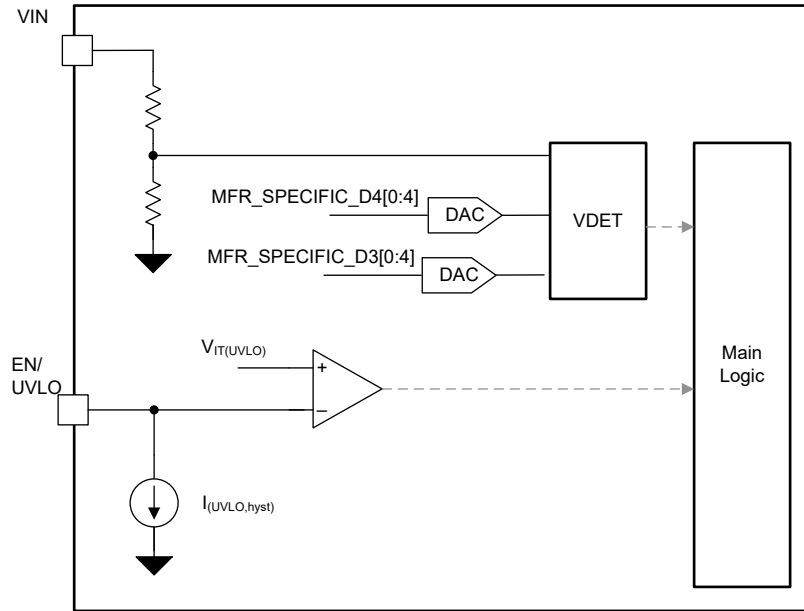 VIN
MFR_SPECIFIC_D4[0:4]
DAC
VDET
MFR_SPECIFIC_D3[0:4]
DAC
VIT(UVLO)
+
–
EN/
UVLO
Main
Logic
I(UVLO,hyst)